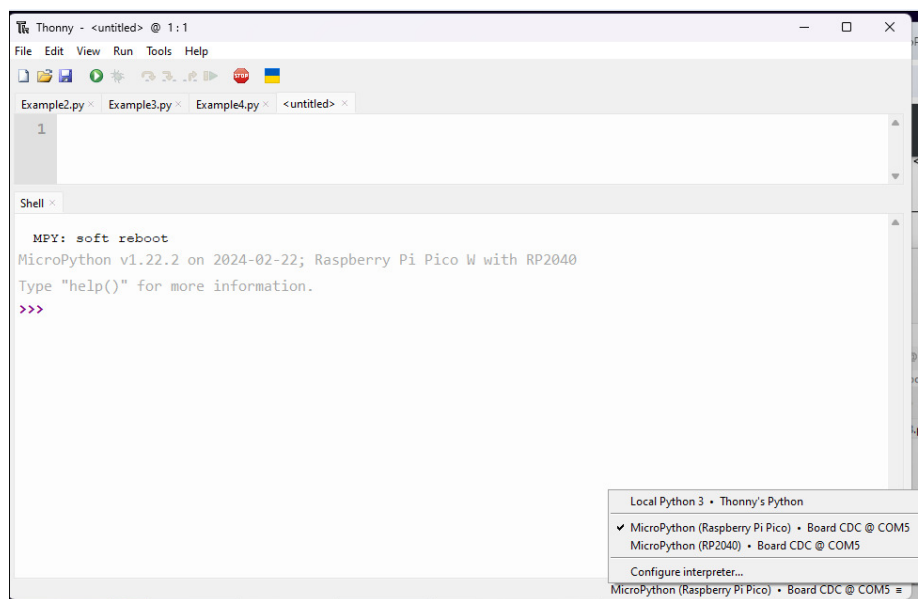 Thonny - <untitled> @ 1:1
File Edit View Run Tools Help
STOP
Example2.py × Example3.py × Example4.py × <untitled> ×
1
Shell ×
MPY: soft reboot
MicroPython v1.22.2 on 2024-02-22; Raspberry Pi Pico W with RP2040
Type "help()" for more information.
>>>
Local Python 3 • Thonny's Python
✓ MicroPython (Raspberry Pi Pico) • Board CDC @ COM5
MicroPython (RP2040) • Board CDC @ COM5
Configure interpreter...
MicroPython (Raspberry Pi Pico) • Board CDC @ COM5 ≡